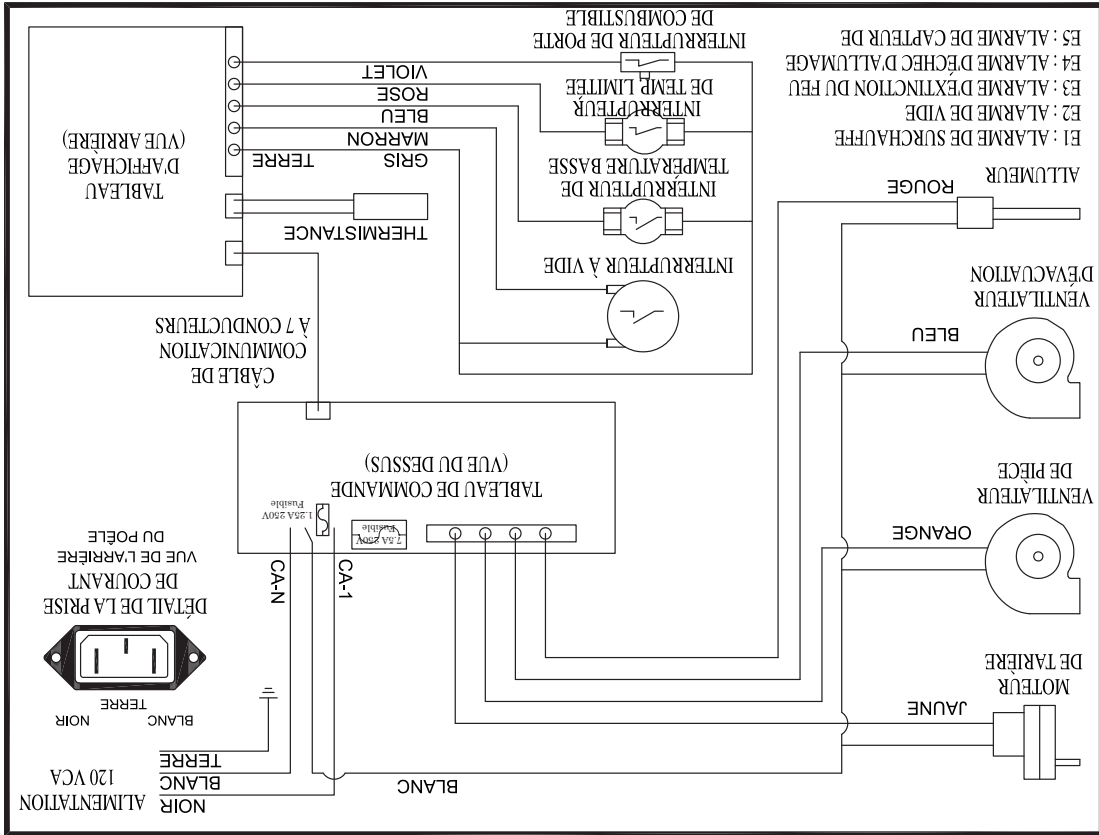 MOTEUR
DE TARIÈRE
JAUNE
BLANC
NOIR
BLANC
TERRE
ALIMENTATION
120 VCA
BLANC
NOIR
TERRE
DÉTAIL DE LA PRISE
DE COURANT
VUE DE L'ARRIÈRE
DU POÊLE
VENTILATEUR
DE PIÈCE
ORANGE
CA-1
CA-N
7.5A 250V
Fusible
1.25A 250V
Fusible
TABLEAU DE COMMANDE
(VUE DU DESSUS)
VENTILATEUR
D'ÉVACUATION
BLEU
CÂBLE DE
COMMUNICATION
À 7 CONDUCTEURS
ALLUMEUR
ROUGE
INTERRUPTEUR À VIDE
THERMISTANCE
INTERRUPTEUR DE
TEMPÉRATURE BASSE
GRIS
TERRE
MARRON
BLEU
ROSE
VIOLET
INTERRUPTEUR
DE TEMP LIMITÉE
INTERRUPTEUR DE PORTE
DE COMBUSTIBLE
TABLEAU
D'AFFICHAGE
(VUE ARRIÈRE)
E1 : ALARME DE SURCHAUFFE
E2 : ALARME DE VIDE
E3 : ALARME D'ÉXTINCTION DU FEU
E4 : ALARME D'ÉCHEC D'ALLUMAGE
E5 : ALARME DE CAPTEUR DE